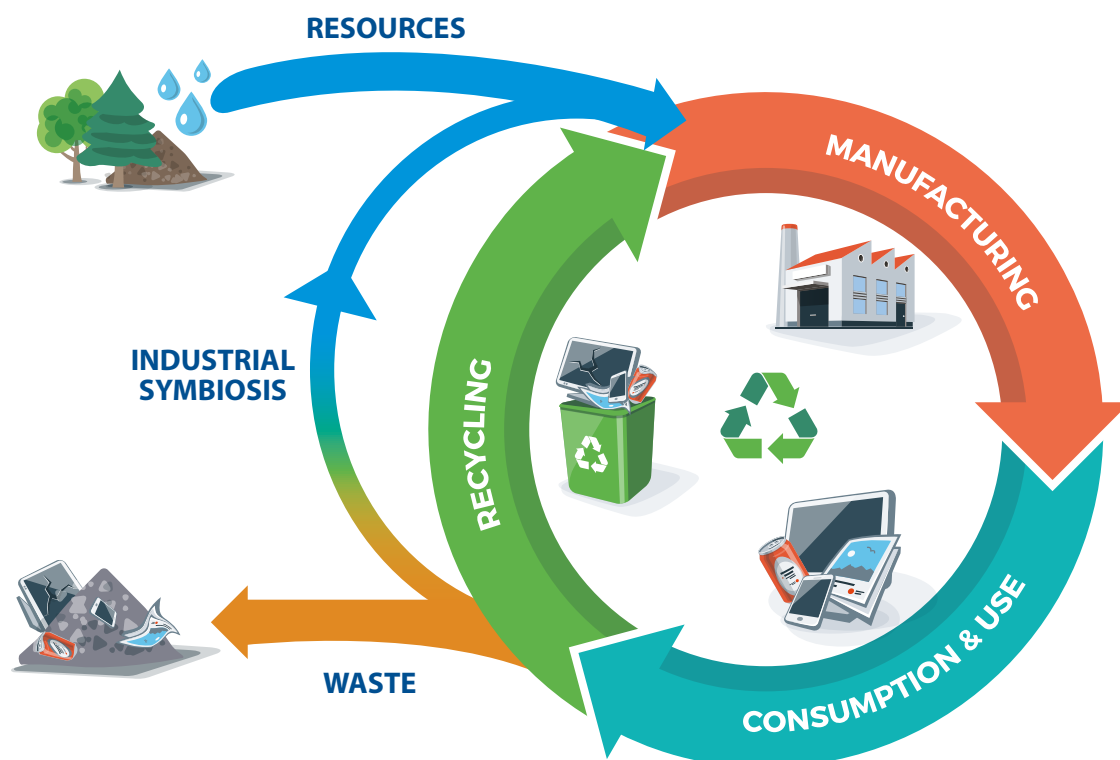 RESOURCES
MANUFACTURING
INDUSTRIAL
SYMBIOSIS
RECYCLING
CONSUMPTION & USE
WASTE